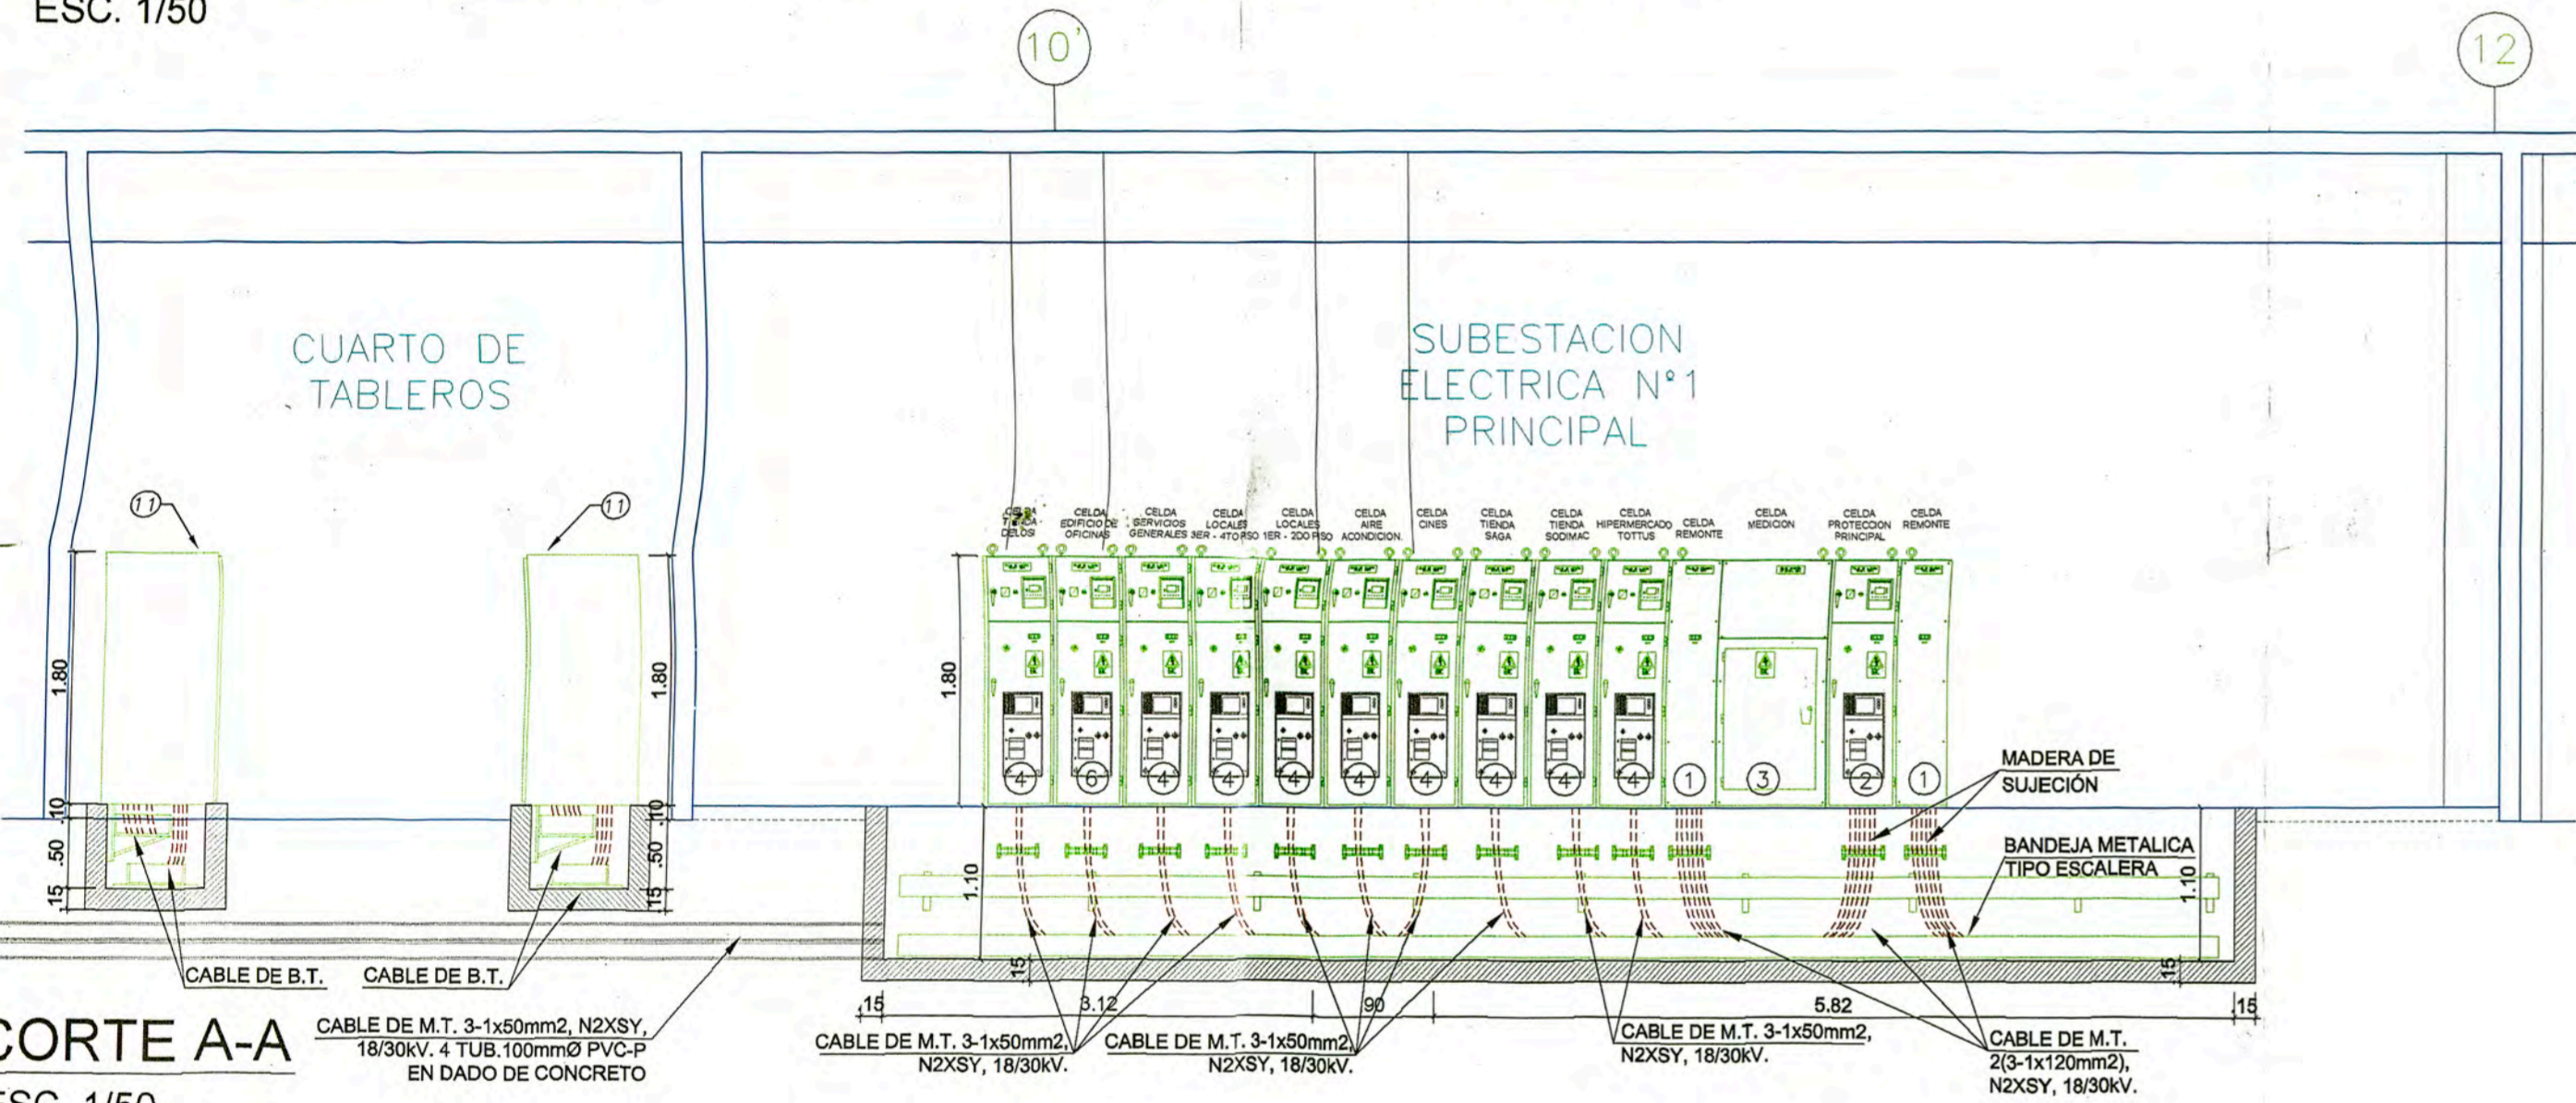 ESC. 1/50
10'
12
CUARTO DE
TABLEROS
SUBESTACION
ELECTRICA N°1
PRINCIPAL
11
11
CELDA
TIENDA
DELOSI
CELDA
EDIFICIO DE
OFICINAS
CELDA
SERVICIOS
GENERALES
CELDA
LOCALES
3ER - 4TO PISO
CELDA
LOCALES
1ER - 2DO PISO
CELDA
AIRE
ACONDICION.
CELDA
CINES
CELDA
TIENDA
SAGA
CELDA
TIENDA
SODIMAC
CELDA
HIPERMERCADO
TOTTUS
CELDA
REMONTE
CELDA
MEDICION
CELDA
PROTECCION
PRINCIPAL
CELDA
REMONTE
1.80
1.80
1.80
4
6
4
4
4
4
4
4
4
4
1
3
2
1
MADERA DE
SUJECIÓN
BANDEJA METALICA
TIPO ESCALERA
.10
.50
.15
.10
.50
.15
1.10
1.10
.15
.15
CABLE DE B.T.
CABLE DE B.T.
.15
3.12
.90
5.82
.15
CORTE A-A
ESC. 1/50
CABLE DE M.T. 3-1x50mm2, N2XSY,
18/30kV. 4 TUB.100mmØ PVC-P
EN DADO DE CONCRETO
CABLE DE M.T. 3-1x50mm2,
N2XSY, 18/30kV.
CABLE DE M.T. 3-1x50mm2,
N2XSY, 18/30kV.
CABLE DE M.T. 3-1x50mm2,
N2XSY, 18/30kV.
CABLE DE M.T.
2(3-1x120mm2),
N2XSY, 18/30kV.